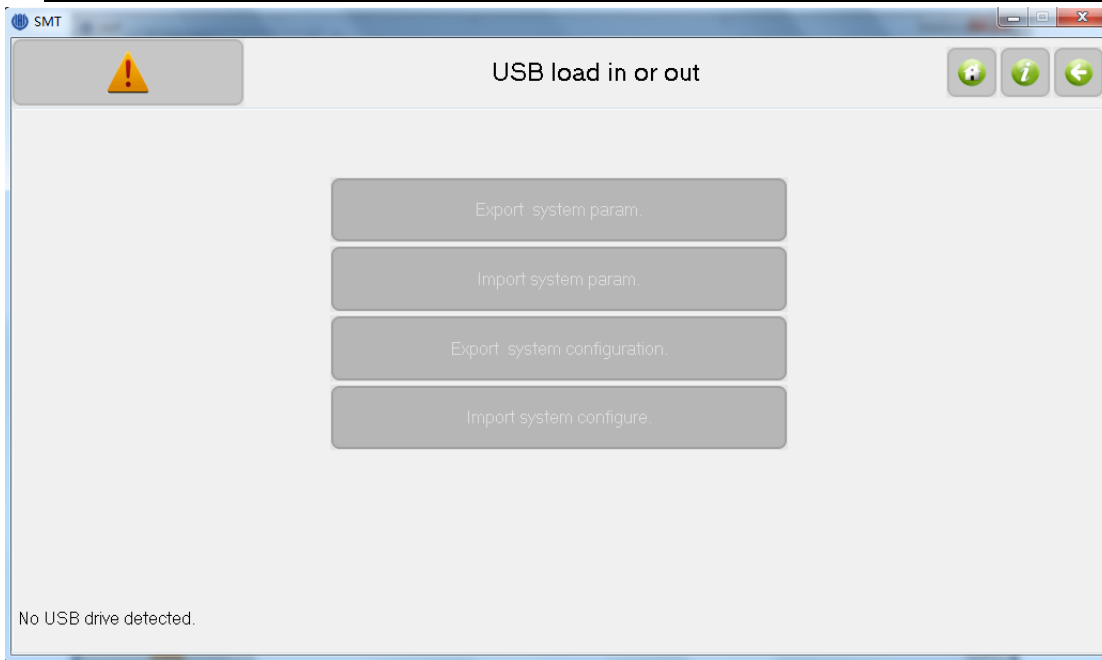 SMT
USB load in or out
Export system param.
Import system param.
Export system configuration.
Import system configure.
No USB drive detected.